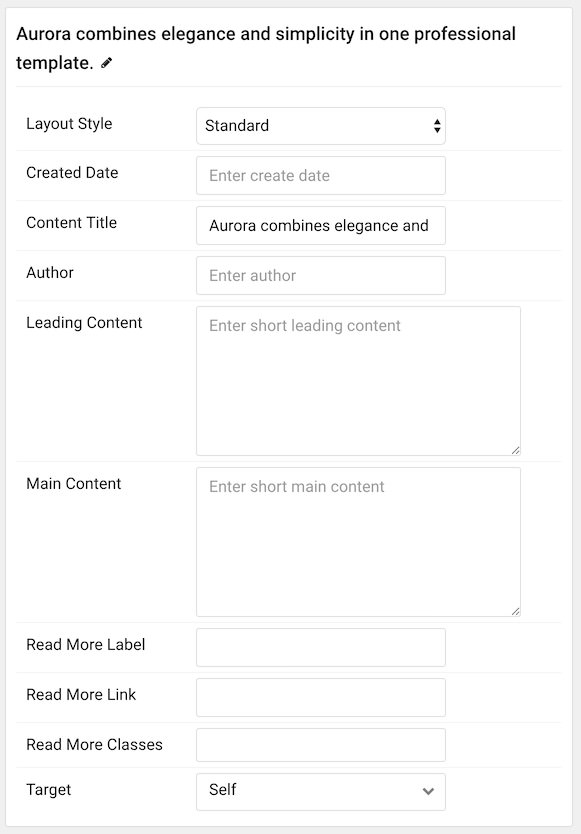 Aurora combines elegance and simplicity in one professional
template.
Layout Style
Standard
Created Date
Enter create date
Content Title
Aurora combines elegance and
Author
Enter author
Leading Content
Enter short leading content
Main Content
Enter short main content
Read More Label
Read More Link
Read More Classes
Target
Self